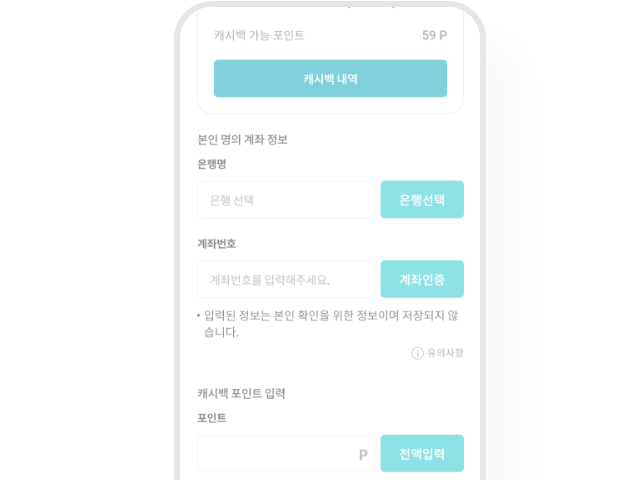 캐시백 가능 포인트 59 P
캐시백 내역
본인 명의 계좌 정보
은행명
은행 선택 은행선택
계좌번호
계좌번호를 입력해주세요. 계좌인증
• 입력된 정보는 본인 확인을 위한 정보이며 저장되지 않
습니다.
유의사항
캐시백 포인트 입력
포인트
P 전액입력